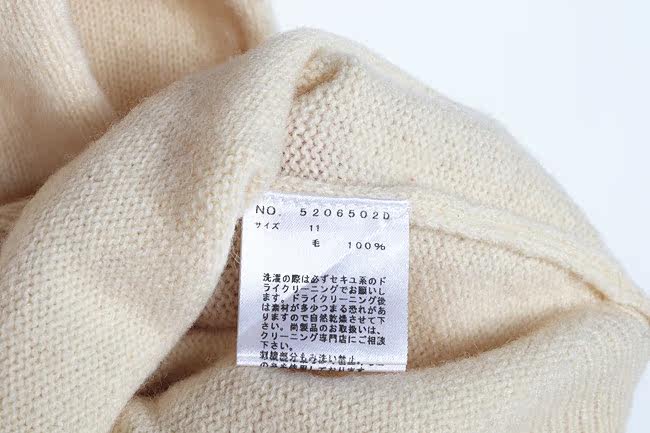 NO. 5206502D
サイズ 11
毛 100%
洗濯の際は必ずセキユ系のド
ライクリーニングでお願いし
ます。ドライクリーニング後
は素材が多少つまる恐れがあ
りますので自然乾燥させて下
さい。尚製品のお取扱いは、
クリーニング専門店にご相談
下さい。